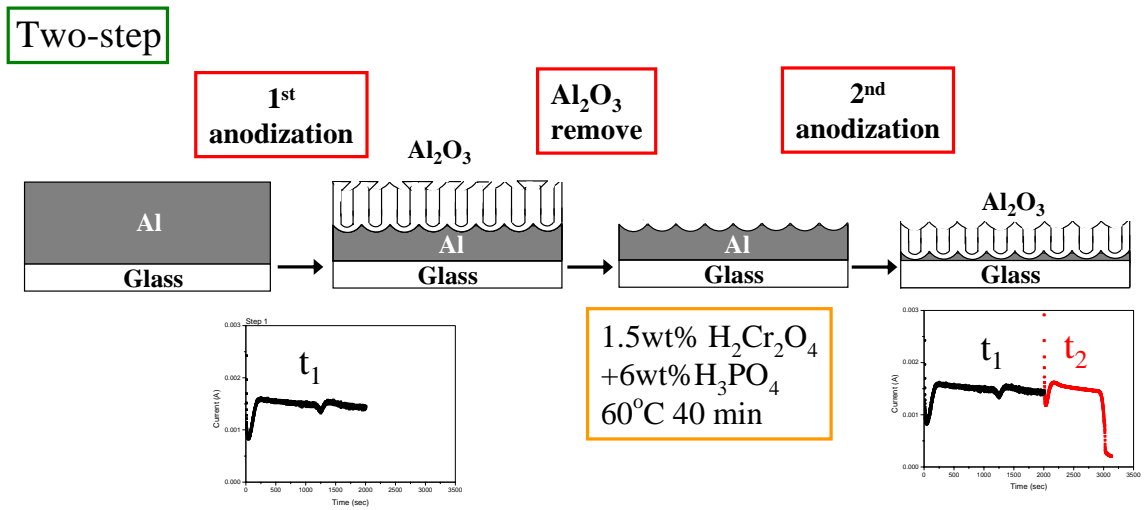 Two-step
1st
anodization
Al2O3
remove
2nd
anodization
Al2O3
Al2O3
Al
Al
Al
Glass
Glass
Glass
1.5wt% H2Cr2O4
+6wt%H3PO4
60oC 40 min
Step 1
t1
Current (A)
0.003
0.002
0.001
0.000
0 500 1000 1500 2000 2500 3000 3500
Time (sec)
t1
t2
Current (A)
0.003
0.002
0.001
0.000
0 500 1000 1500 2000 2500 3000 3500
Time (sec)